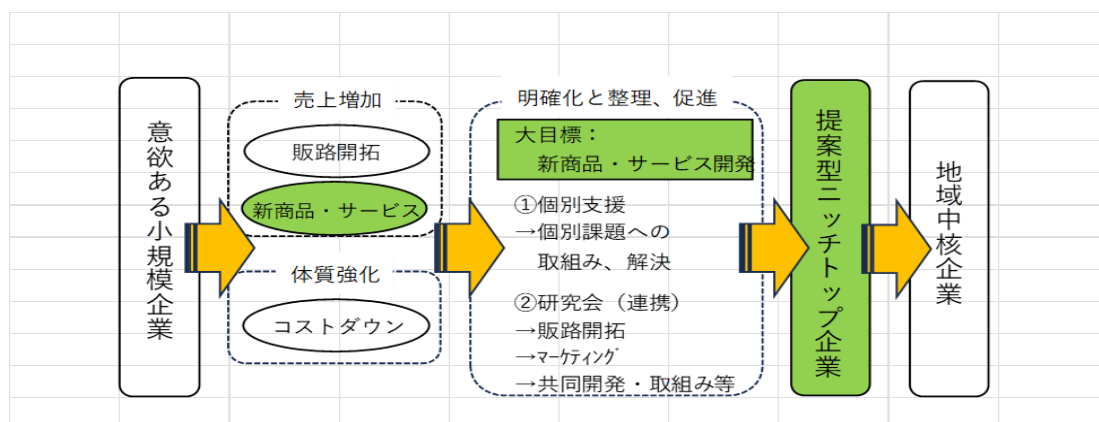 意欲ある小規模企業
売上増加
販路開拓
新商品・サービス
体質強化
コストダウン
明確化と整理、促進
大目標：
新商品・サービス開発
①個別支援
→個別課題への
取組み、解決
②研究会（連携）
→販路開拓
→ﾏｰｹﾃｨﾝｸﾞ
→共同開発・取組み等
提案型ニッチトップ企業
地域中核企業